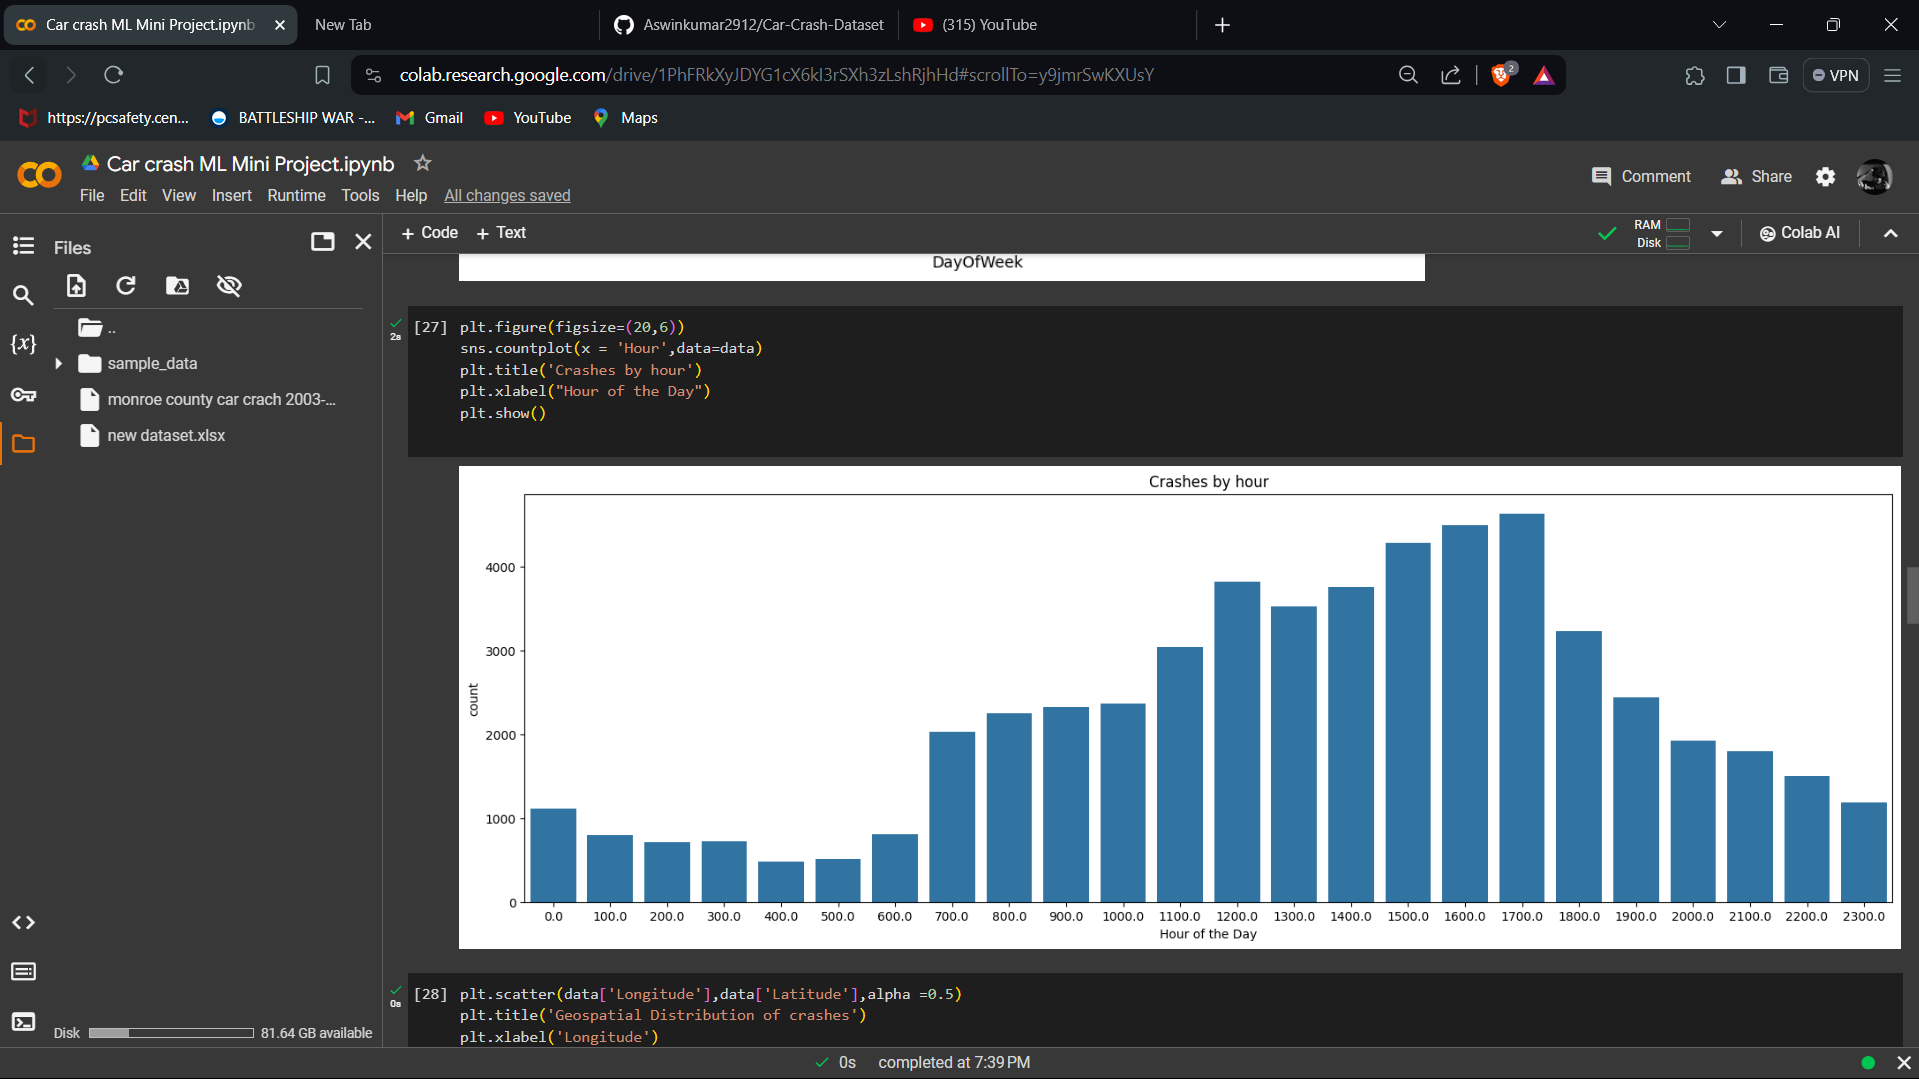 Car crash ML Mini Project.ipynb
New Tab
Aswinkumar2912/Car-Crash-Dataset
(315) YouTube
colab.research.google.com/drive/1PhFRkXyJDYG1cX6kI3rSXh3zLshRjhHd#scrollTo=y9jmrSwKXUsY
2
VPN
https://pcsafety.cen...
BATTLESHIP WAR -...
Gmail
YouTube
Maps
Car crash ML Mini Project.ipynb
File Edit View Insert Runtime Tools Help All changes saved
Comment
Share
Files
+ Code + Text
RAM
Disk
Colab AI
..
sample_data
monroe county car crach 2003-...
new dataset.xlsx
{x}
DayOfWeek
2s
[27] plt.figure(figsize=(20,6))
sns.countplot(x = 'Hour',data=data)
plt.title('Crashes by hour')
plt.xlabel("Hour of the Day")
plt.show()
Crashes by hour
4000
3000
2000
1000
0
count
0.0 100.0 200.0 300.0 400.0 500.0 600.0 700.0 800.0 900.0 1000.0 1100.0 1200.0 1300.0 1400.0 1500.0 1600.0 1700.0 1800.0 1900.0 2000.0 2100.0 2200.0 2300.0
Hour of the Day
0s
[28] plt.scatter(data['Longitude'],data['Latitude'],alpha =0.5)
plt.title('Geospatial Distribution of crashes')
plt.xlabel('Longitude')
Disk 81.64 GB available
0s completed at 7:39 PM